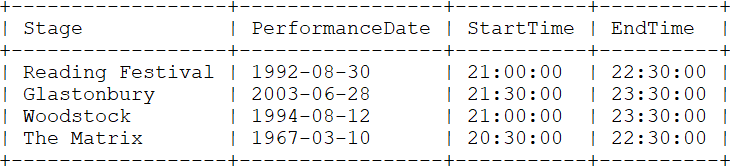 +------------------+-----------------+-----------+----------+
| Stage            | PerformanceDate | StartTime | EndTime  |
+------------------+-----------------+-----------+----------+
| Reading Festival | 1992-08-30      | 21:00:00  | 22:30:00 |
| Glastonbury      | 2003-06-28      | 21:30:00  | 23:30:00 |
| Woodstock        | 1994-08-12      | 21:00:00  | 23:30:00 |
| The Matrix       | 1967-03-10      | 20:30:00  | 22:30:00 |
+------------------+-----------------+-----------+----------+